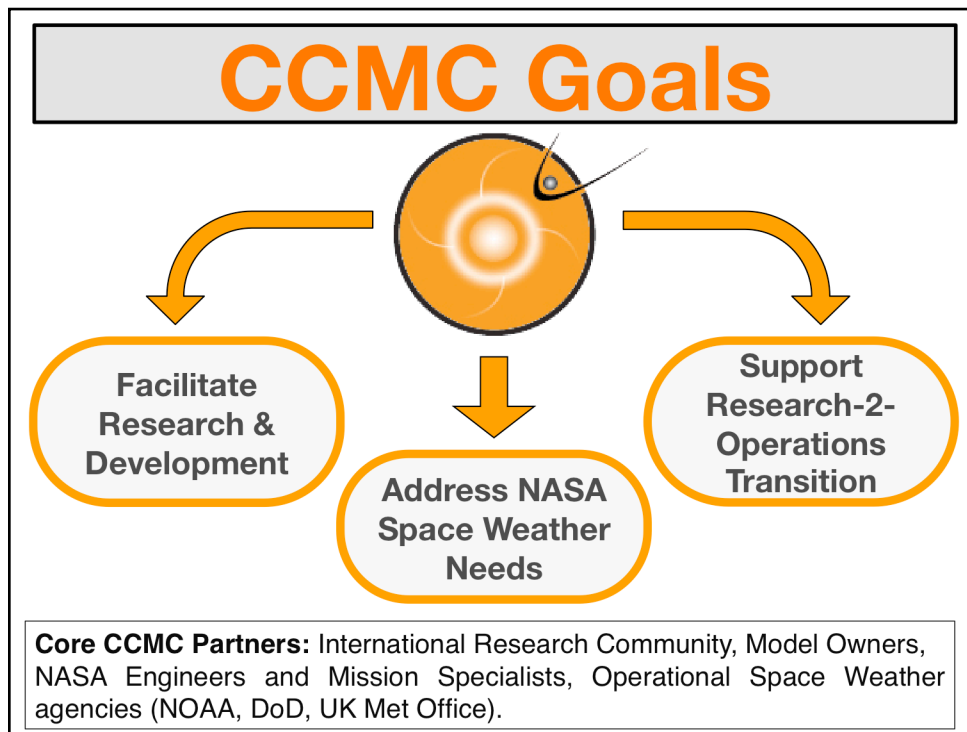 CCMC Goals
Facilitate
Research &
Development
Address NASA
Space Weather
Needs
Support
Research-2-
Operations
Transition
Core CCMC Partners: International Research Community, Model Owners,
NASA Engineers and Mission Specialists, Operational Space Weather
agencies (NOAA, DoD, UK Met Office).